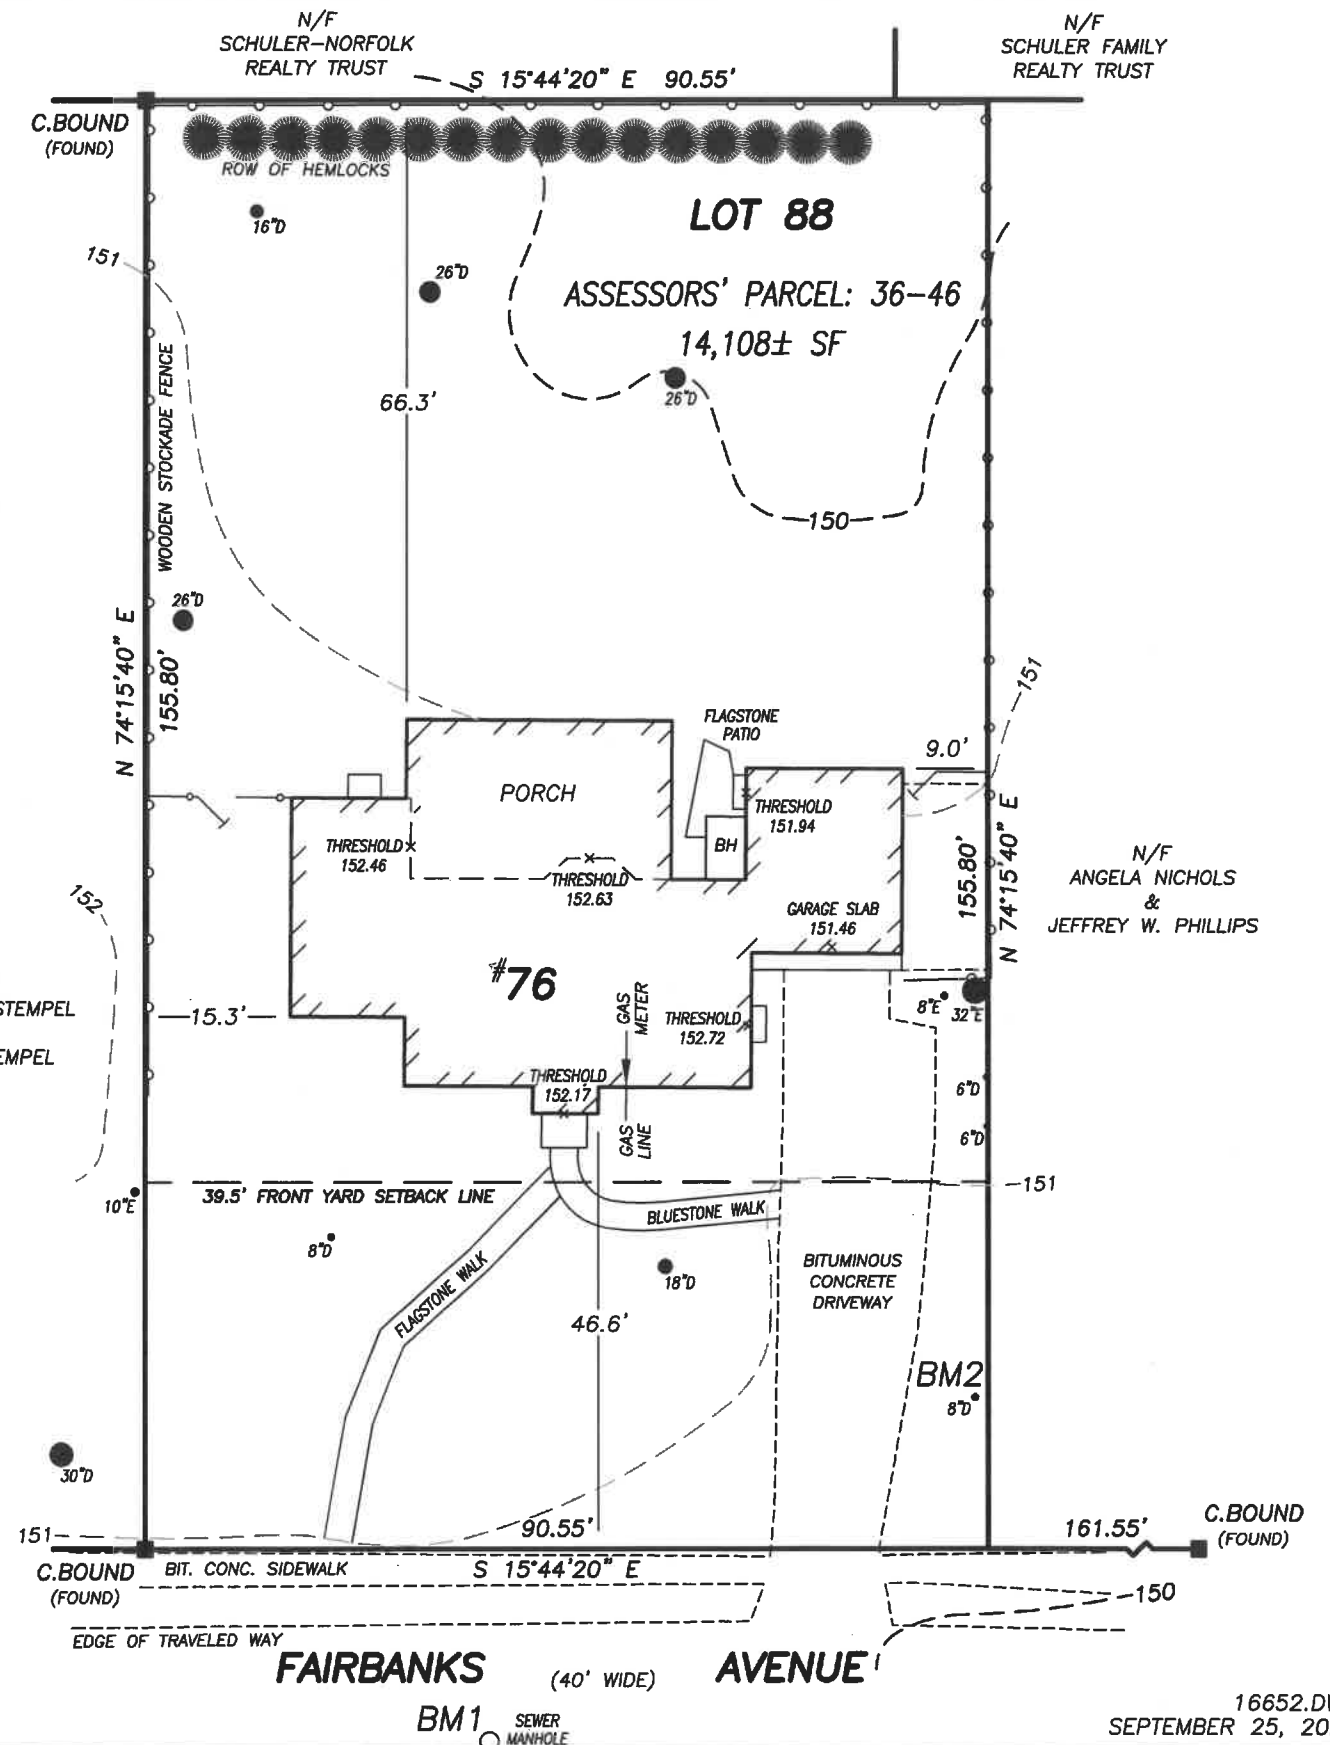 N/F
SCHULER-NORFOLK
REALTY TRUST
N/F
SCHULER FAMILY
REALTY TRUST
S 15°44'20" E 90.55'
C.BOUND
(FOUND)
ROW OF HEMLOCKS
16"D
LOT 88
151
26"D
ASSESSORS' PARCEL: 36-46
14,108± SF
26"D
66.3'
WOODEN STOCKADE FENCE
150
26"D
N 74°15'40" E
155.80'
151
FLAGSTONE
PATIO
9.0'
PORCH
THRESHOLD
151.94
THRESHOLD
152.46
BH
THRESHOLD
152.63
155.80'
N 74°15'40" E
N/F
ANGELA NICHOLS
&
JEFFREY W. PHILLIPS
152
GARAGE SLAB
151.46
#76
STEMPEL
15.3'
GAS
METER
THRESHOLD
152.72
8"E
32"E
EMPEL
THRESHOLD
152.17
6"D
GAS
LINE
6"D
10"E
39.5' FRONT YARD SETBACK LINE
151
BLUESTONE WALK
8"D
FLAGSTONE WALK
18"D
BITUMINOUS
CONCRETE
DRIVEWAY
46.6'
BM2
8"D
30"D
151
90.55'
161.55'
C.BOUND
(FOUND)
C.BOUND
(FOUND)
BIT. CONC. SIDEWALK
S 15°44'20" E
150
EDGE OF TRAVELED WAY
FAIRBANKS (40' WIDE) AVENUE
BM1
SEWER
MANHOLE
16652.D
SEPTEMBER 25, 20